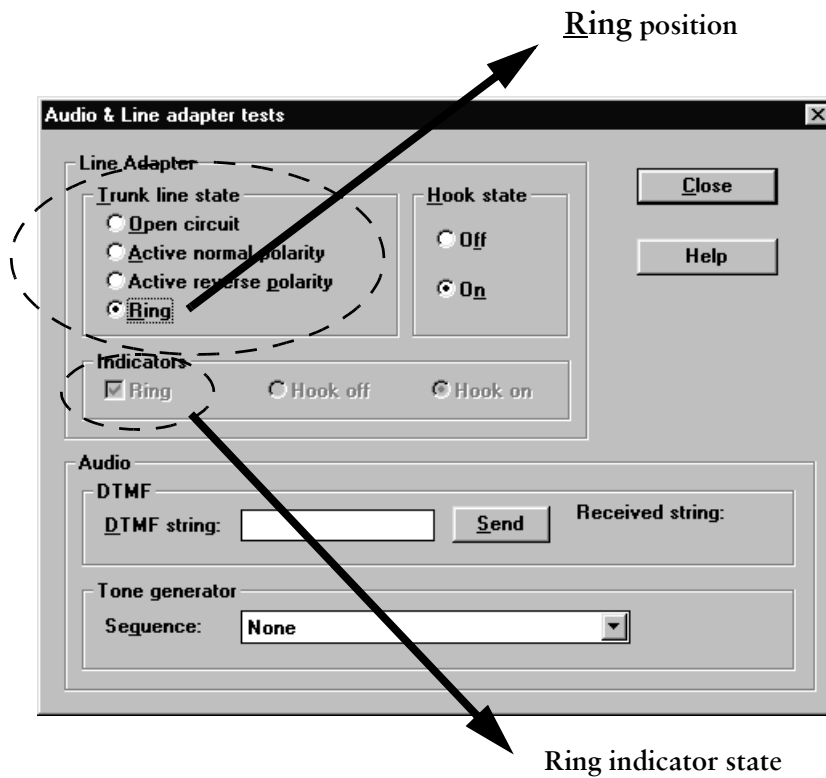 Ring position
Audio & Line adapter tests
Line Adapter
Trunk line state
Open circuit
Active normal polarity
Active reverse polarity
Ring
Hook state
Off
On
Close
Help
Indicators
Ring
Hook off
Hook on
Audio
DTMF
DTMF string:
Send
Received string:
Tone generator
Sequence:
None
Ring indicator state